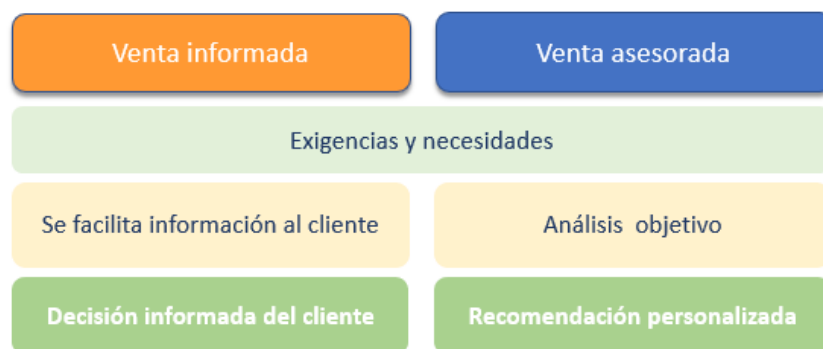 Venta informada
Venta asesorada
Exigencias y necesidades
Se facilita información al cliente
Análisis objetivo
Decisión informada del cliente
Recomendación personalizada